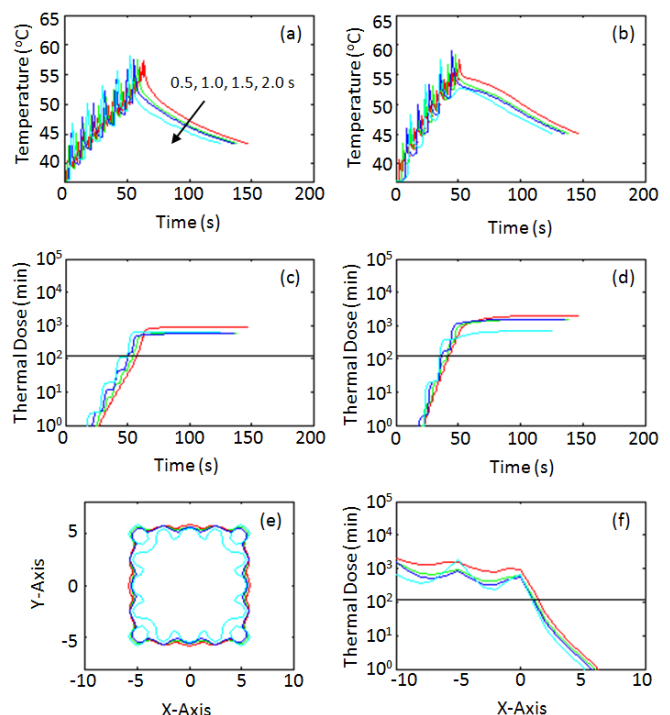 65
60
55
50
45
40
Temperature (°C)
(a)
0.5, 1.0, 1.5, 2.0 s
0 50 100 150 200
Time (s)
65
60
55
50
45
40
Temperature (°C)
(b)
0 50 100 150 200
Time (s)
10⁵
10⁴
10³
10²
10¹
10⁰
Thermal Dose (min)
(c)
0 50 100 150 200
Time (s)
10⁵
10⁴
10³
10²
10¹
10⁰
Thermal Dose (min)
(d)
0 50 100 150 200
Time (s)
5
0
-5
Y-Axis
(e)
-10 -5 0 5 10
X-Axis
10⁵
10⁴
10³
10²
10¹
10⁰
Thermal Dose (min)
(f)
-10 -5 0 5 10
X-Axis